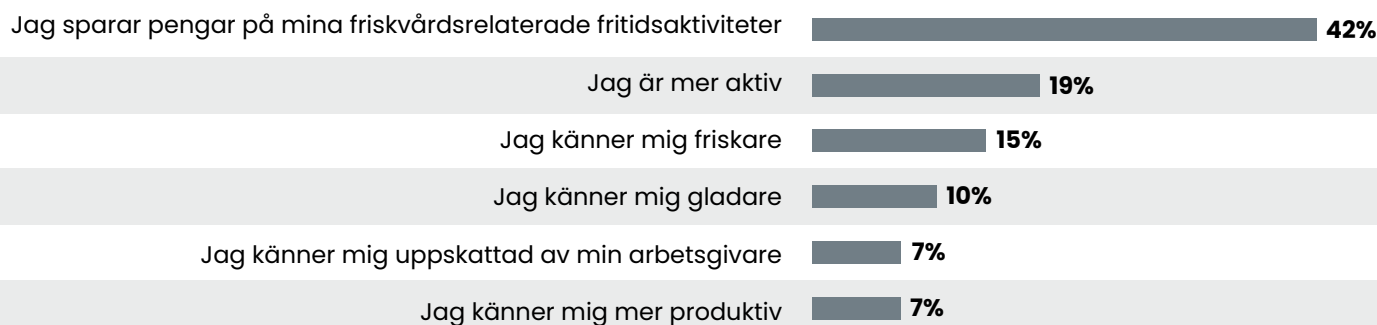 Jag sparar pengar på mina friskvårdsrelaterade fritidsaktiviteter 42%
Jag är mer aktiv 19%
Jag känner mig friskare 15%
Jag känner mig gladare 10%
Jag känner mig uppskattad av min arbetsgivare 7%
Jag känner mig mer produktiv 7%